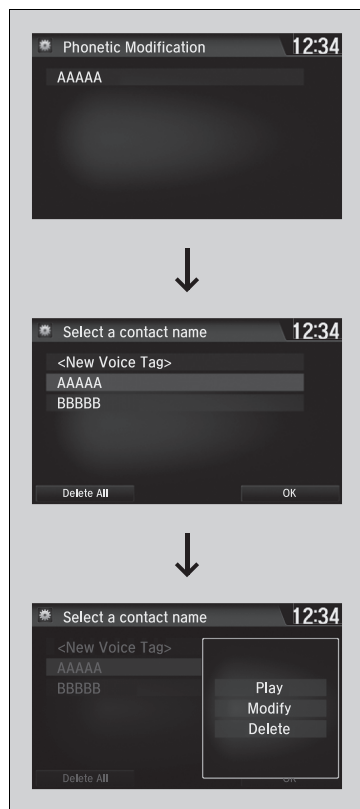 Phonetic Modification 12:34
AAAAA
Select a contact name 12:34
<New Voice Tag>
AAAAA
BBBBB
Delete All OK
Select a contact name 12:34
<New Voice Tag>
AAAAA
BBBBB
Play
Modify
Delete
Delete All OK